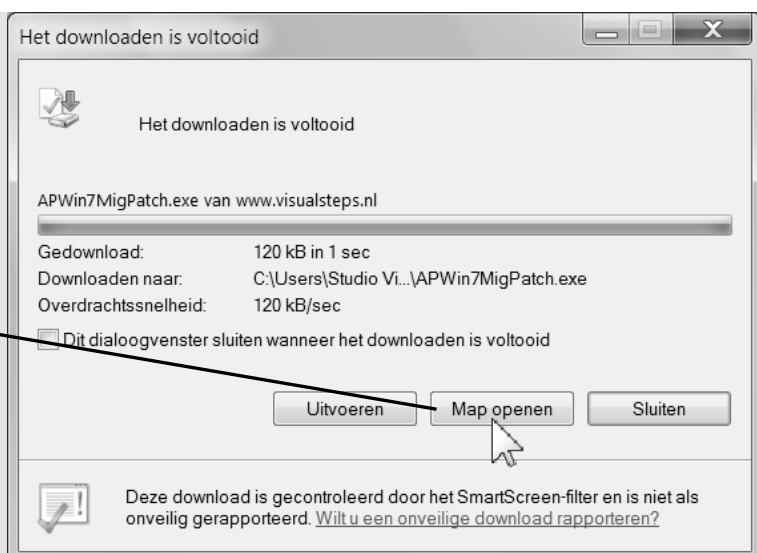 Het downloaden is voltooid
Het downloaden is voltooid
APWin7MigPatch.exe van www.visualsteps.nl
Gedownload: 120 kB in 1 sec
Downloaden naar: C:\Users\Studio Vi...\APWin7MigPatch.exe
Overdrachtssnelheid: 120 kB/sec
Dit dialoogvenster sluiten wanneer het downloaden is voltooid
Uitvoeren Map openen Sluiten
Deze download is gecontroleerd door het SmartScreen-filter en is niet als
onveilig gerapporteerd. Wilt u een onveilige download rapporteren?